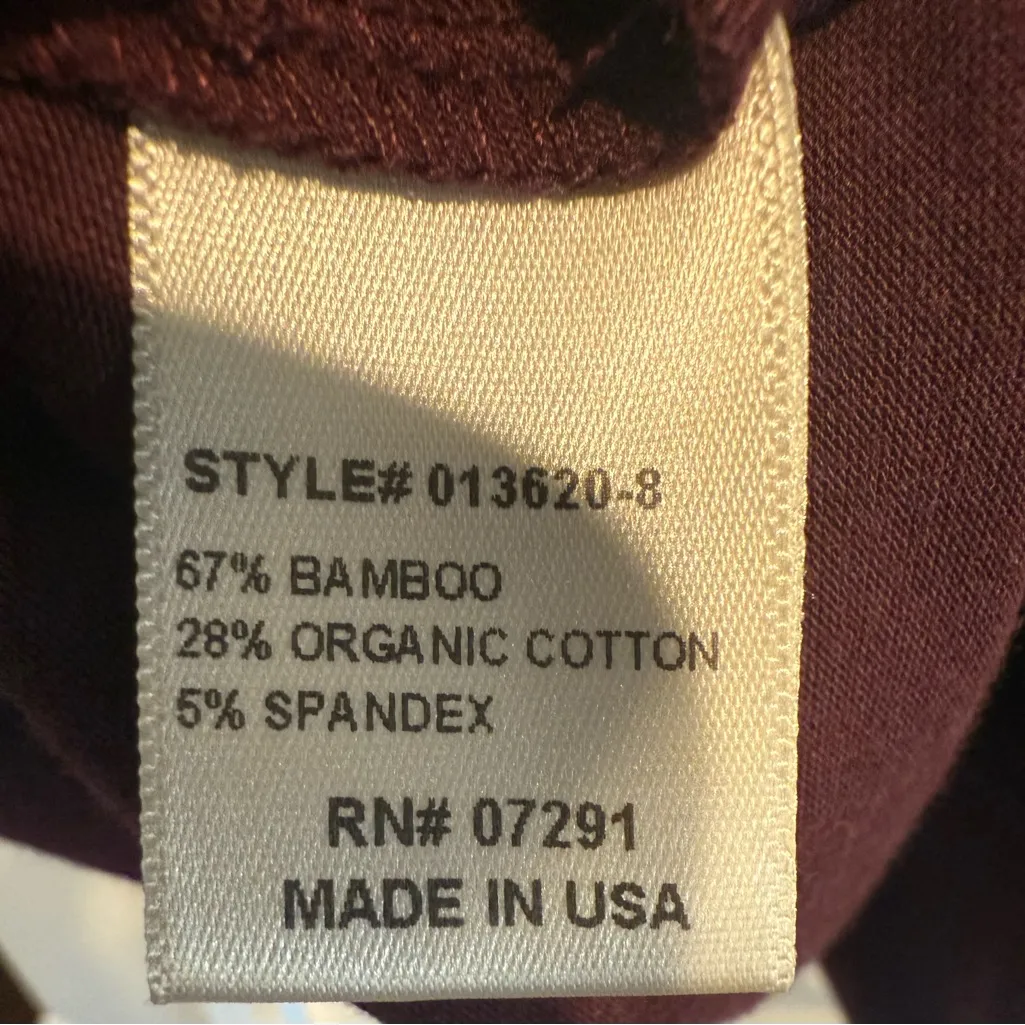 STYLE# 013620-8
67% BAMBOO
28% ORGANIC COTTON
5% SPANDEX
RN# 07291
MADE IN USA